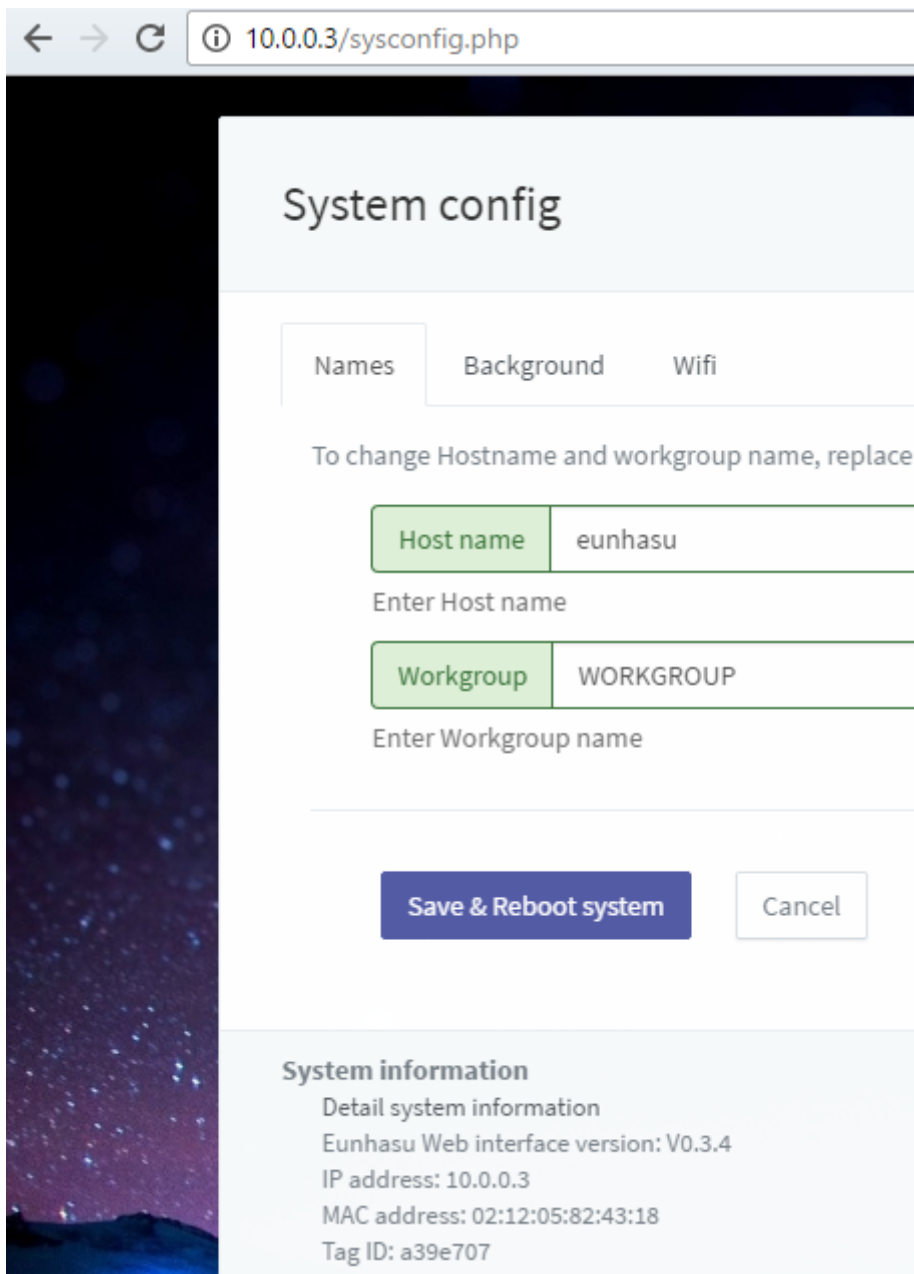 10.0.0.3/sysconfig.php
System config
Names Background Wifi
To change Hostname and workgroup name, replace
Host name eunhasu
Enter Host name
Workgroup WORKGROUP
Enter Workgroup name
Save & Reboot system Cancel
System information
Detail system information
Eunhasu Web interface version: V0.3.4
IP address: 10.0.0.3
MAC address: 02:12:05:82:43:18
Tag ID: a39e707